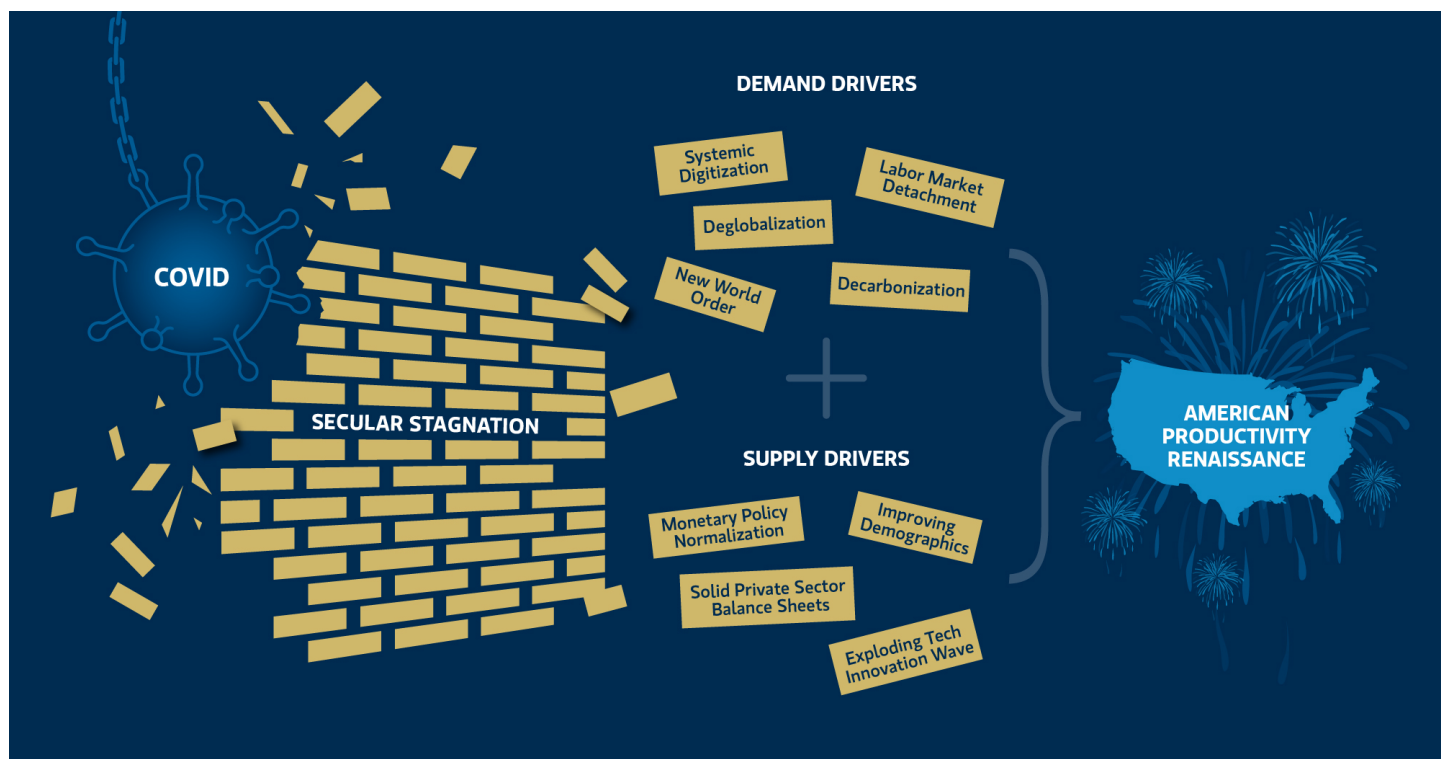 COVID
SECULAR STAGNATION
DEMAND DRIVERS
Systemic
Digitization
Labor Market
Detachment
Deglobalization
New World
Order
Decarbonization
SUPPLY DRIVERS
Monetary Policy
Normalization
Improving
Demographics
Solid Private Sector
Balance Sheets
Exploding Tech
Innovation Wave
AMERICAN
PRODUCTIVITY
RENAISSANCE